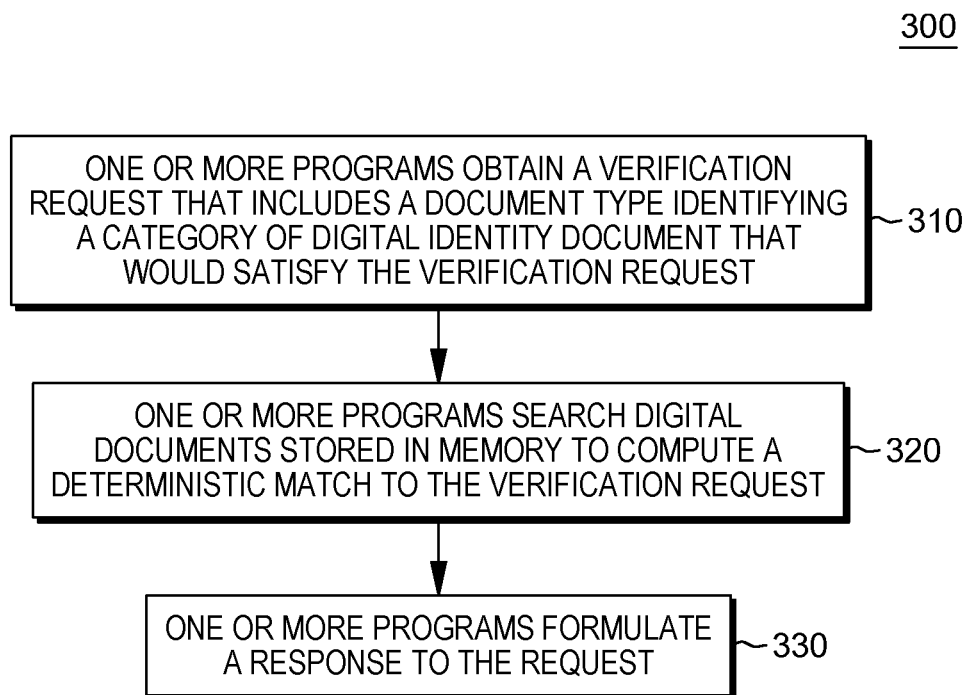 300
ONE OR MORE PROGRAMS OBTAIN A VERIFICATION
REQUEST THAT INCLUDES A DOCUMENT TYPE IDENTIFYING
A CATEGORY OF DIGITAL IDENTITY DOCUMENT THAT
WOULD SATISFY THE VERIFICATION REQUEST
310
ONE OR MORE PROGRAMS SEARCH DIGITAL
DOCUMENTS STORED IN MEMORY TO COMPUTE A
DETERMINISTIC MATCH TO THE VERIFICATION REQUEST
320
ONE OR MORE PROGRAMS FORMULATE
A RESPONSE TO THE REQUEST
330